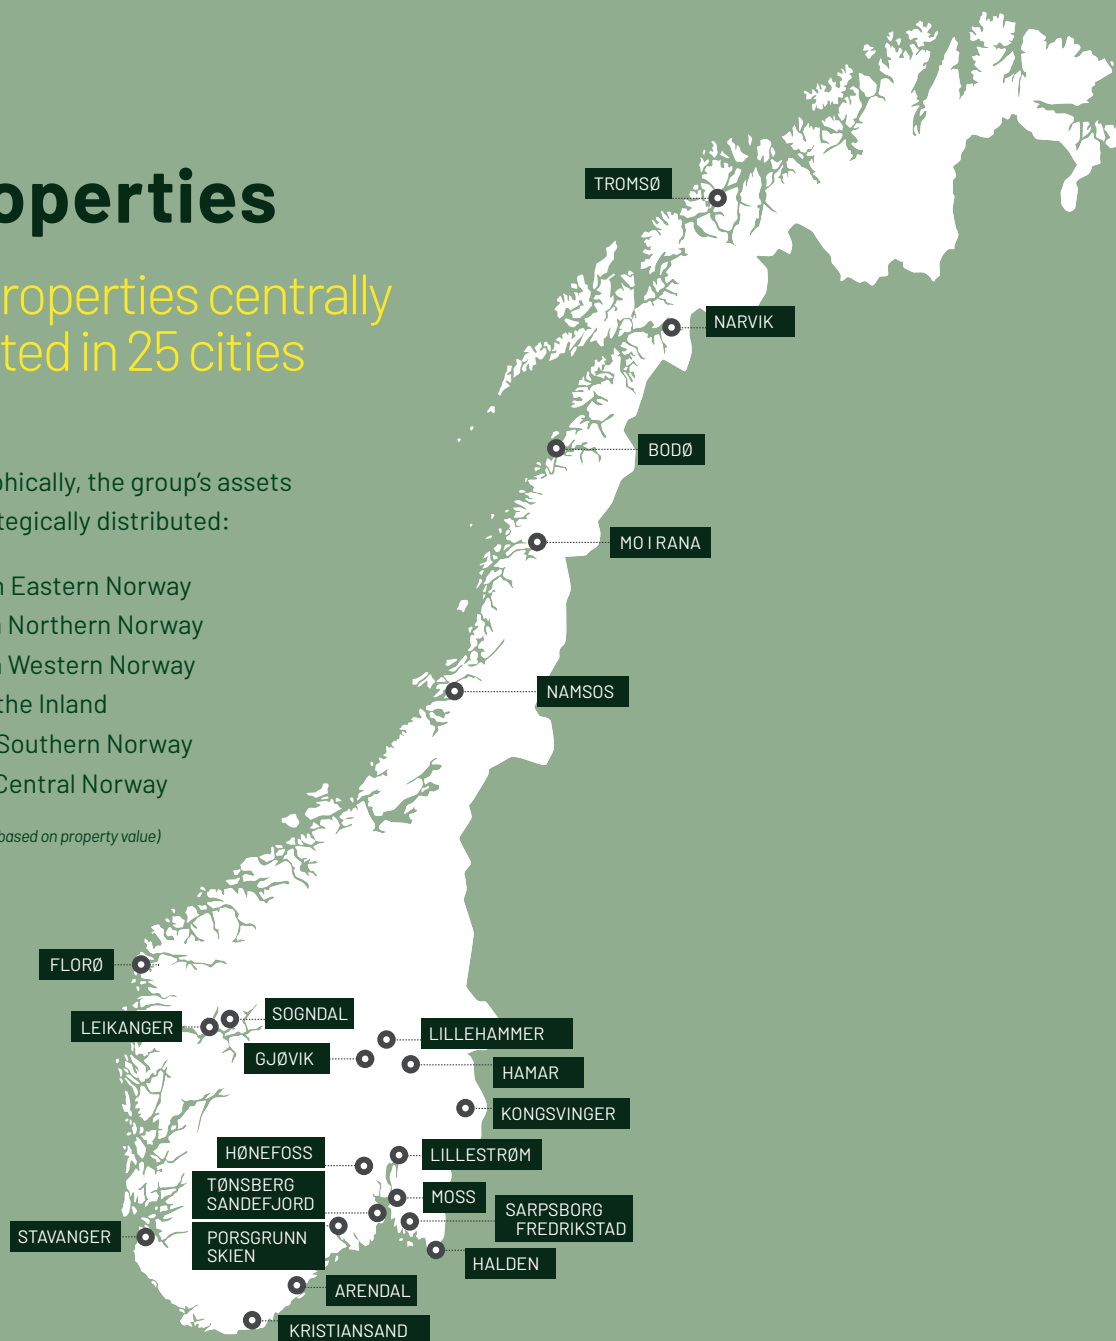 operties
roperties centrally
ted in 25 cities
phically, the group's assets
tegically distributed:
n Eastern Norway
n Northern Norway
n Western Norway
the Inland
Southern Norway
Central Norway
based on property value)
TROMSØ
NARVIK
BODØ
MO I RANA
NAMSOS
FLORØ
SOGNDAL
LEIKANGER
LILLEHAMMER
GJØVIK
HAMAR
KONGSVINGER
HØNEFOSS
LILLESTRØM
TØNSBERG
SANDEFJORD
MOSS
SARPSBORG
FREDRIKSTAD
STAVANGER
PORSGRUNN
SKIEN
HALDEN
ARENDAL
KRISTIANSAND